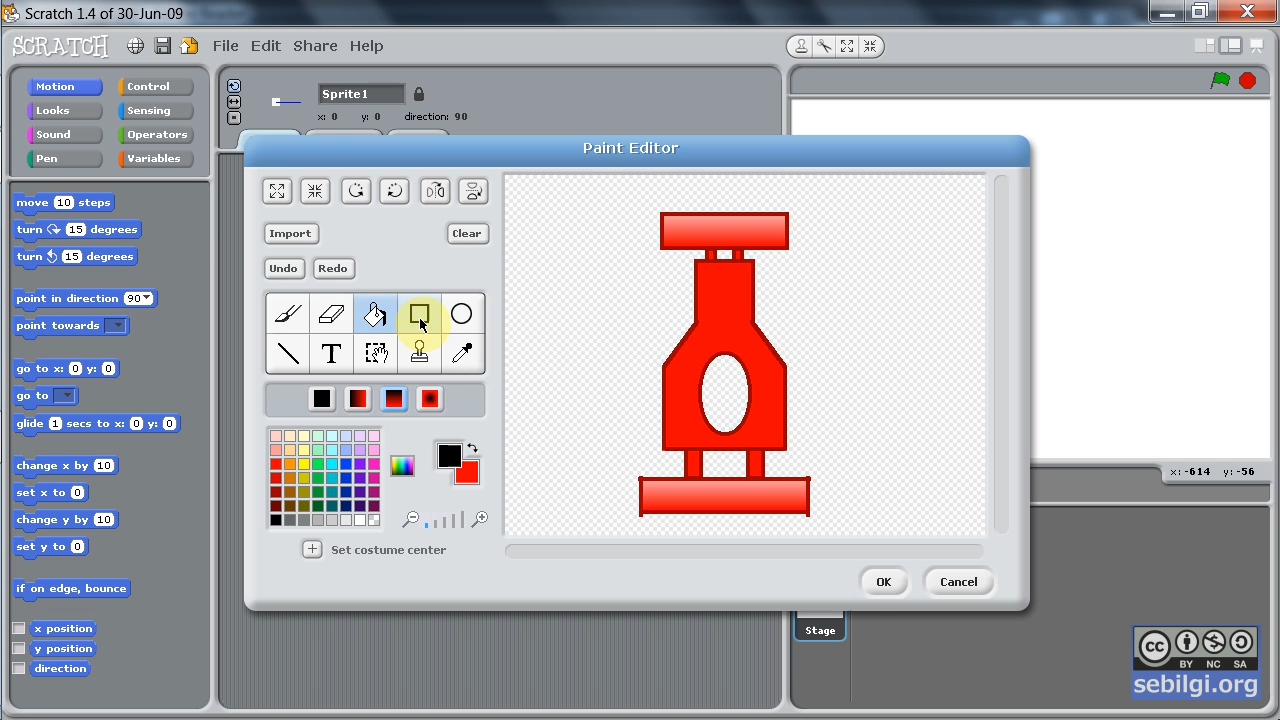 Scratch 1.4 of 30-Jun-09
SCRATCH File Edit Share Help
Motion Control
Looks Sensing
Sound Operators
Pen Variables
Sprite1
x: 0 y: 0 direction: 90
Paint Editor
Import Clear
Undo Redo
T
Set costume center
OK Cancel
move 10 steps
turn 15 degrees
turn 15 degrees
point in direction 90
point towards
go to x: 0 y: 0
go to
glide 1 secs to x: 0 y: 0
change x by 10
set x to 0
change y by 10
set y to 0
if on edge, bounce
x position
y position
direction
x: -614 y: -56
Stage
cc BY NC SA
sebilgi.org